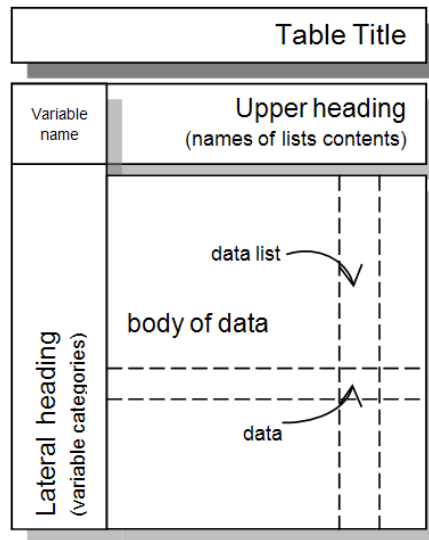 Table Title
Variable
name
Upper heading
(names of lists contents)
data list
body of data
data
Lateral heading
(variable categories)